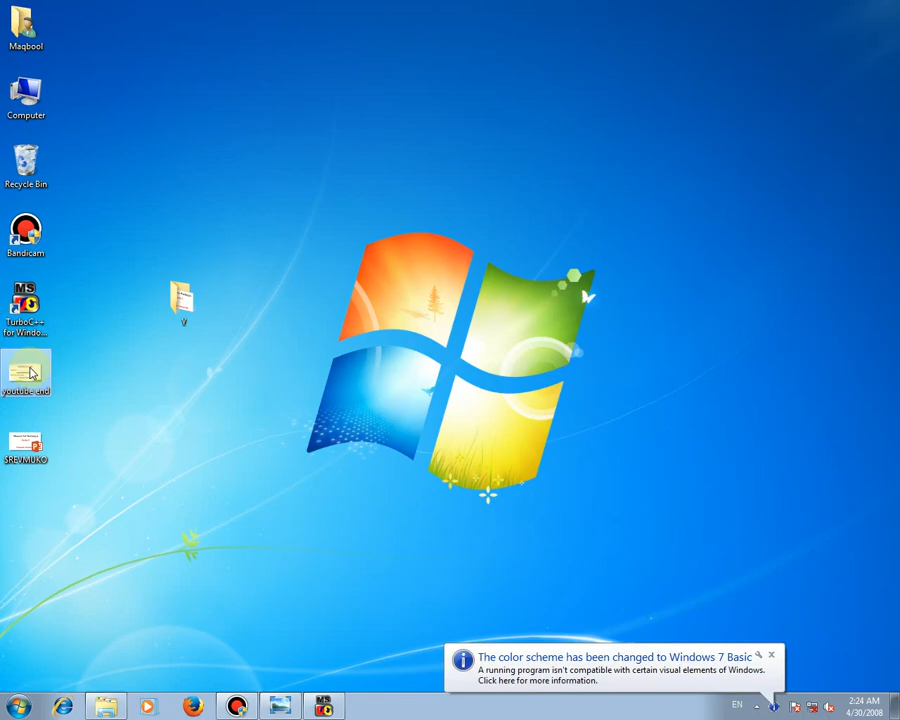 Maqbool
Computer
Recycle Bin
Bandicam
MS
TurboC++
for Windo...
youtube end
$REVMUKO
V
The color scheme has been changed to Windows 7 Basic
A running program isn't compatible with certain visual elements of Windows.
Click here for more information.
EN
2:24 AM
4/30/2008